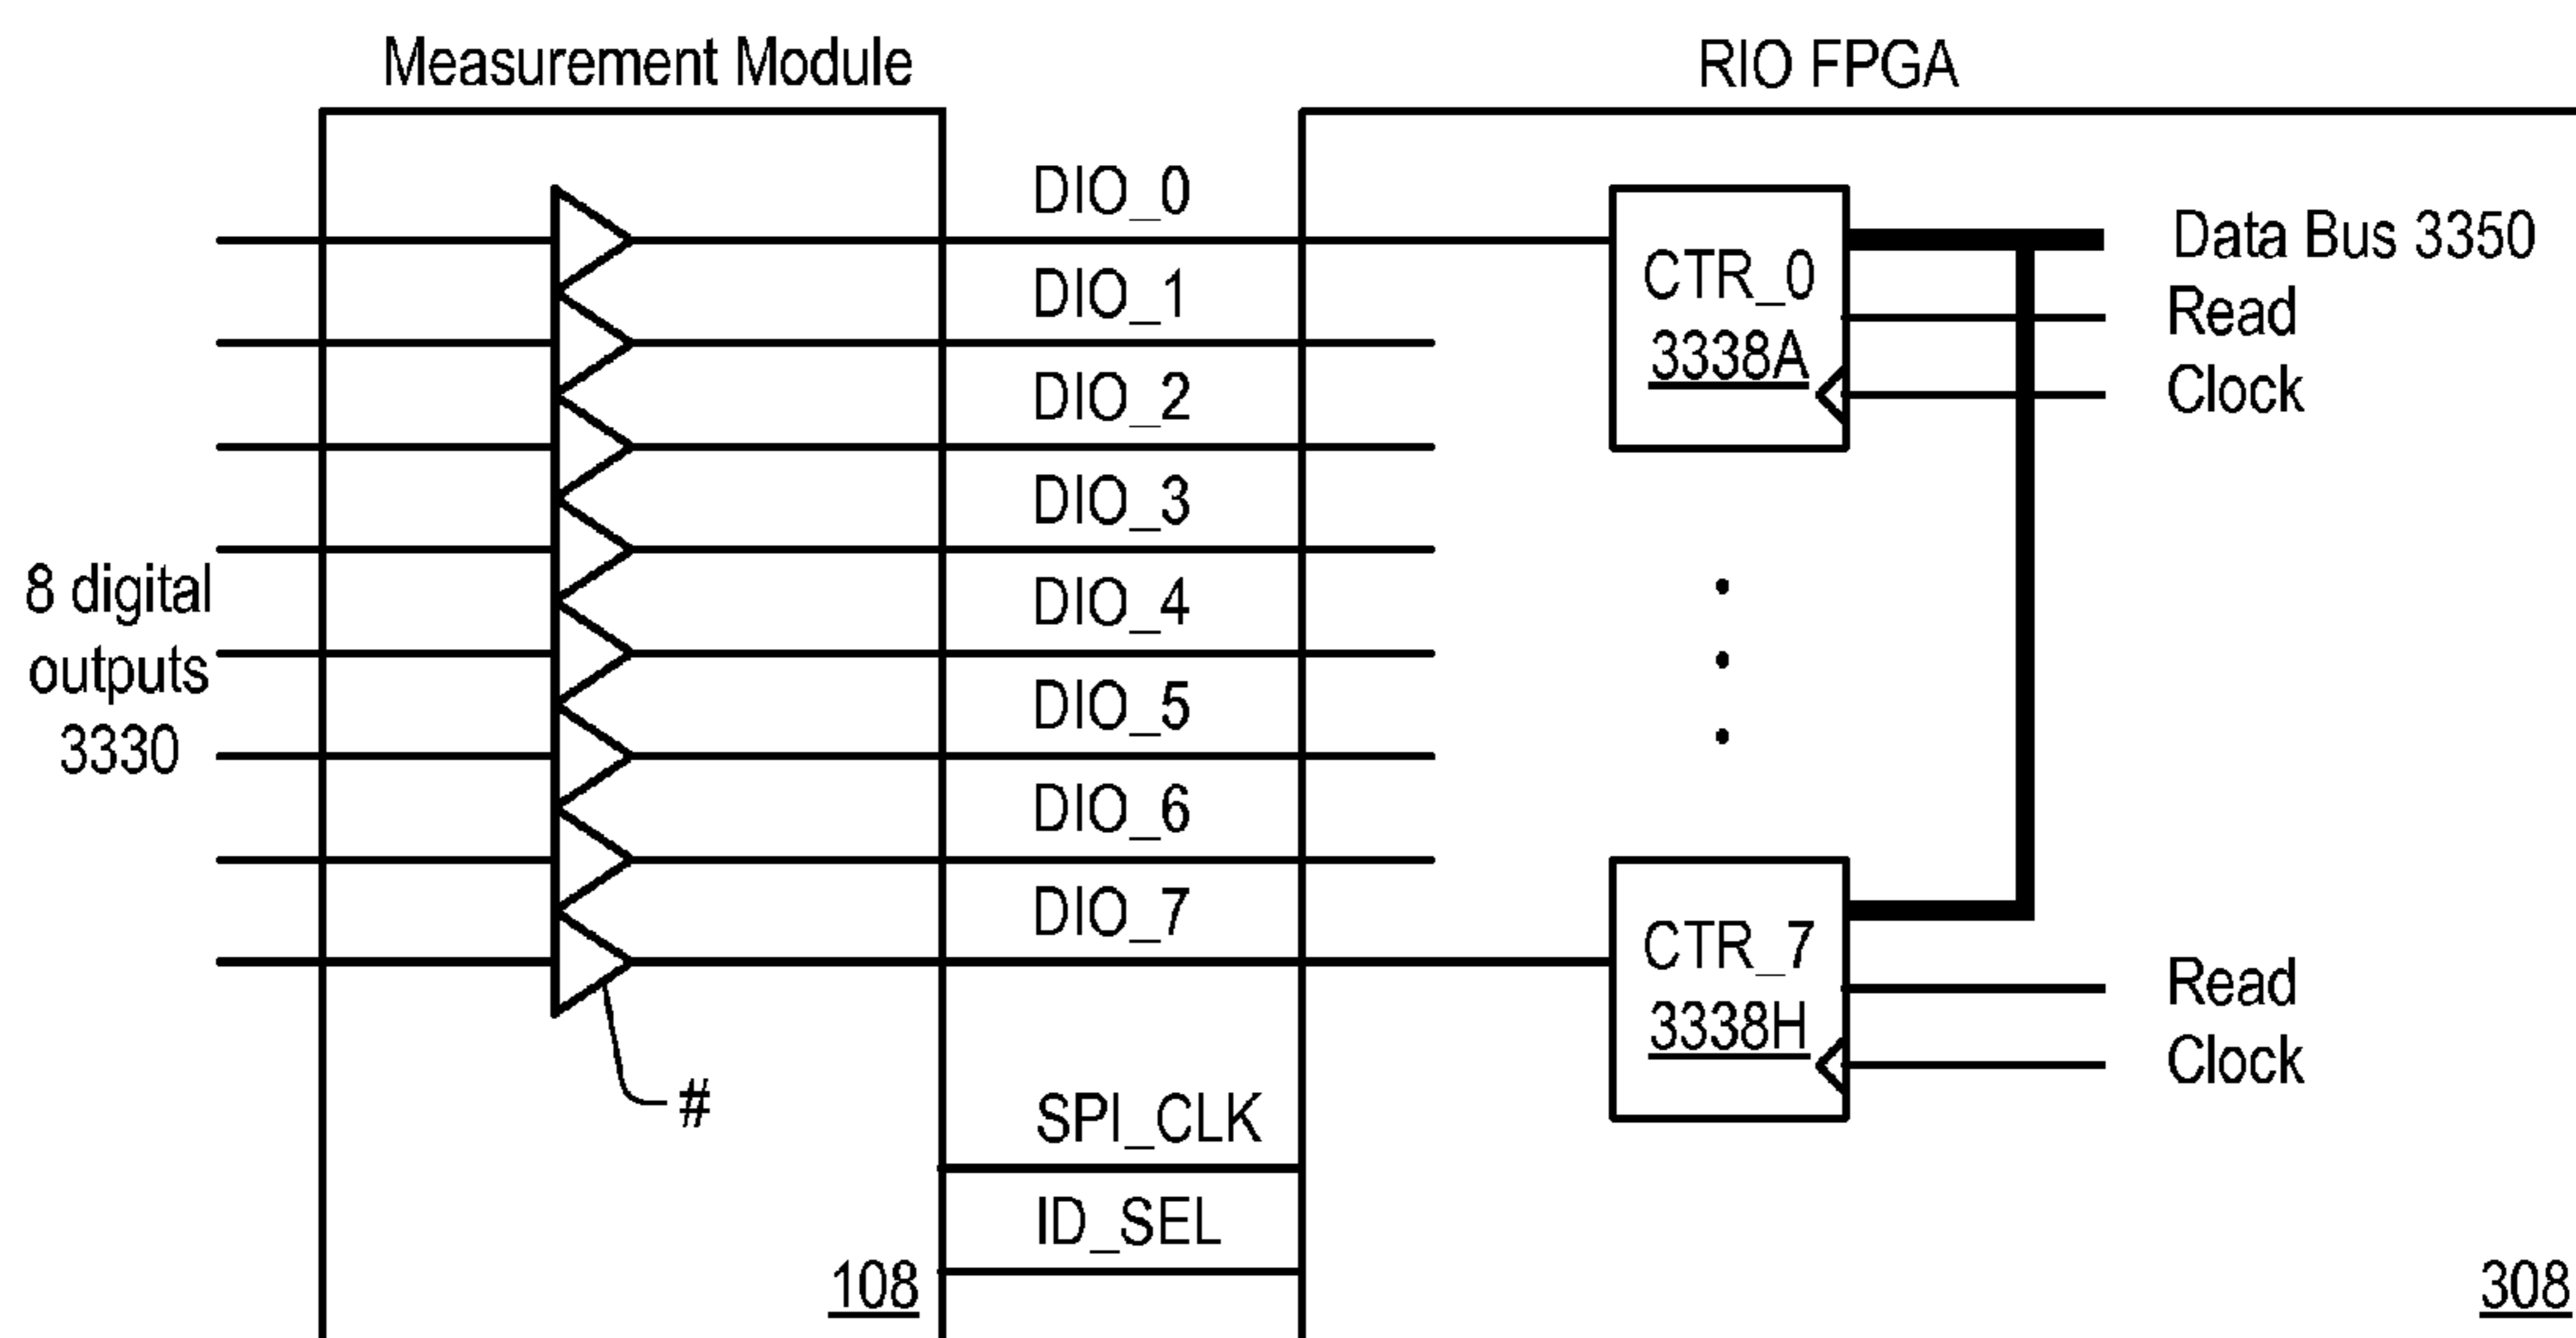 Measurement Module
RIO FPGA
DIO_0
DIO_1
DIO_2
DIO_3
DIO_4
DIO_5
DIO_6
DIO_7
SPI_CLK
ID_SEL
8 digital
outputs
3330
#
108
CTR_0
3338A
Data Bus 3350
Read
Clock
CTR_7
3338H
Read
Clock
308